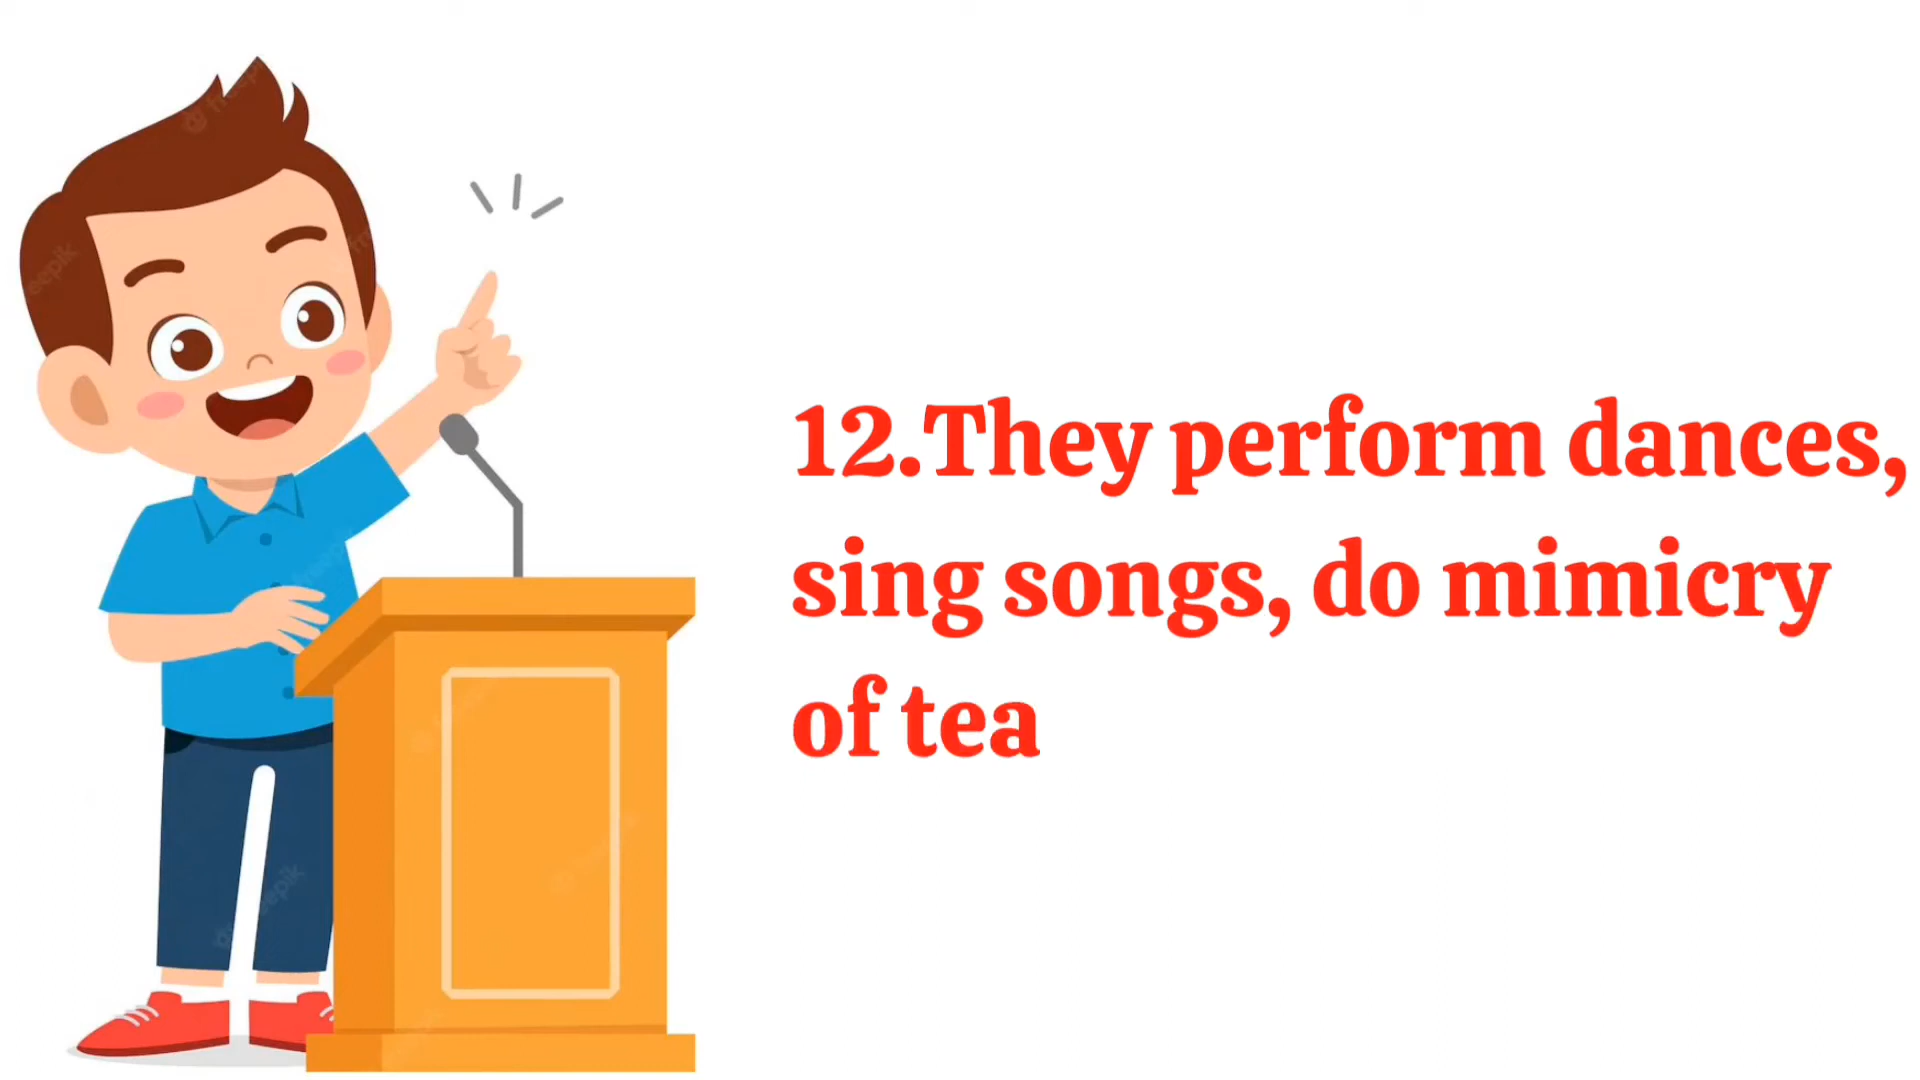 12.They perform dances,
sing songs, do mimicry
of tea